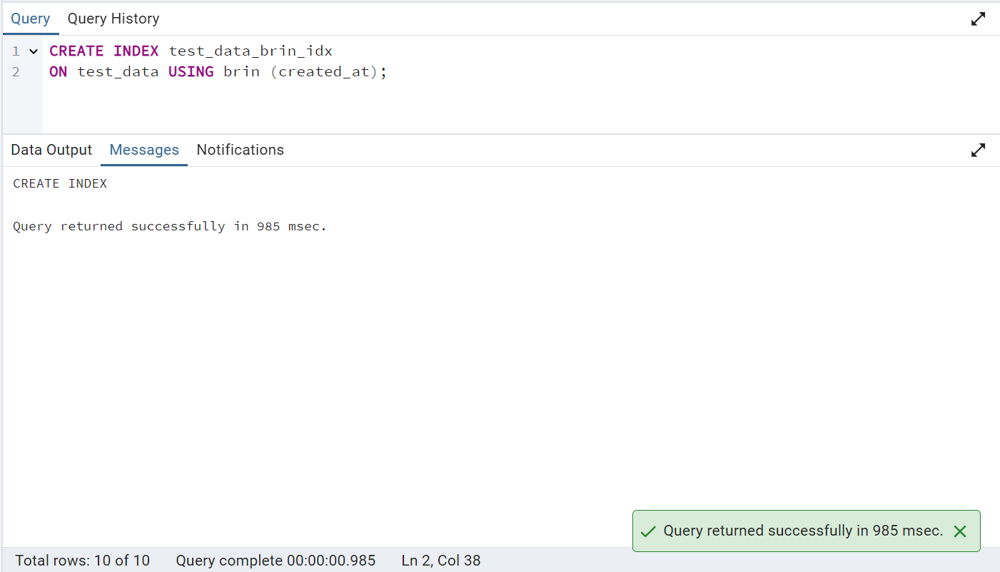 Query Query History
1 CREATE INDEX test_data_brin_idx
2 ON test_data USING brin (created_at);
Data Output Messages Notifications
CREATE INDEX
Query returned successfully in 985 msec.
Query returned successfully in 985 msec.
Total rows: 10 of 10 Query complete 00:00:00.985 Ln 2, Col 38